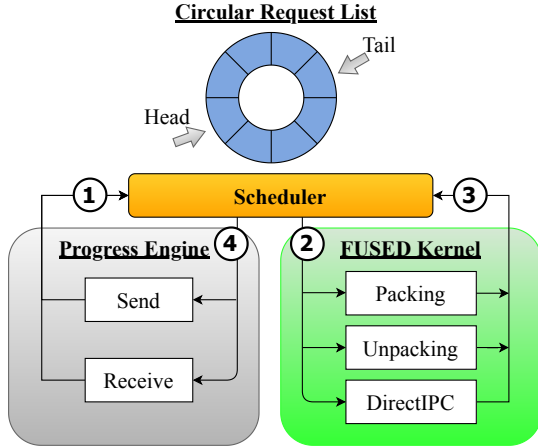 Circular Request List
Tail
Head
1
Scheduler
3
4
2
Progress Engine
FUSED Kernel
Send
Packing
Unpacking
Receive
DirectIPC